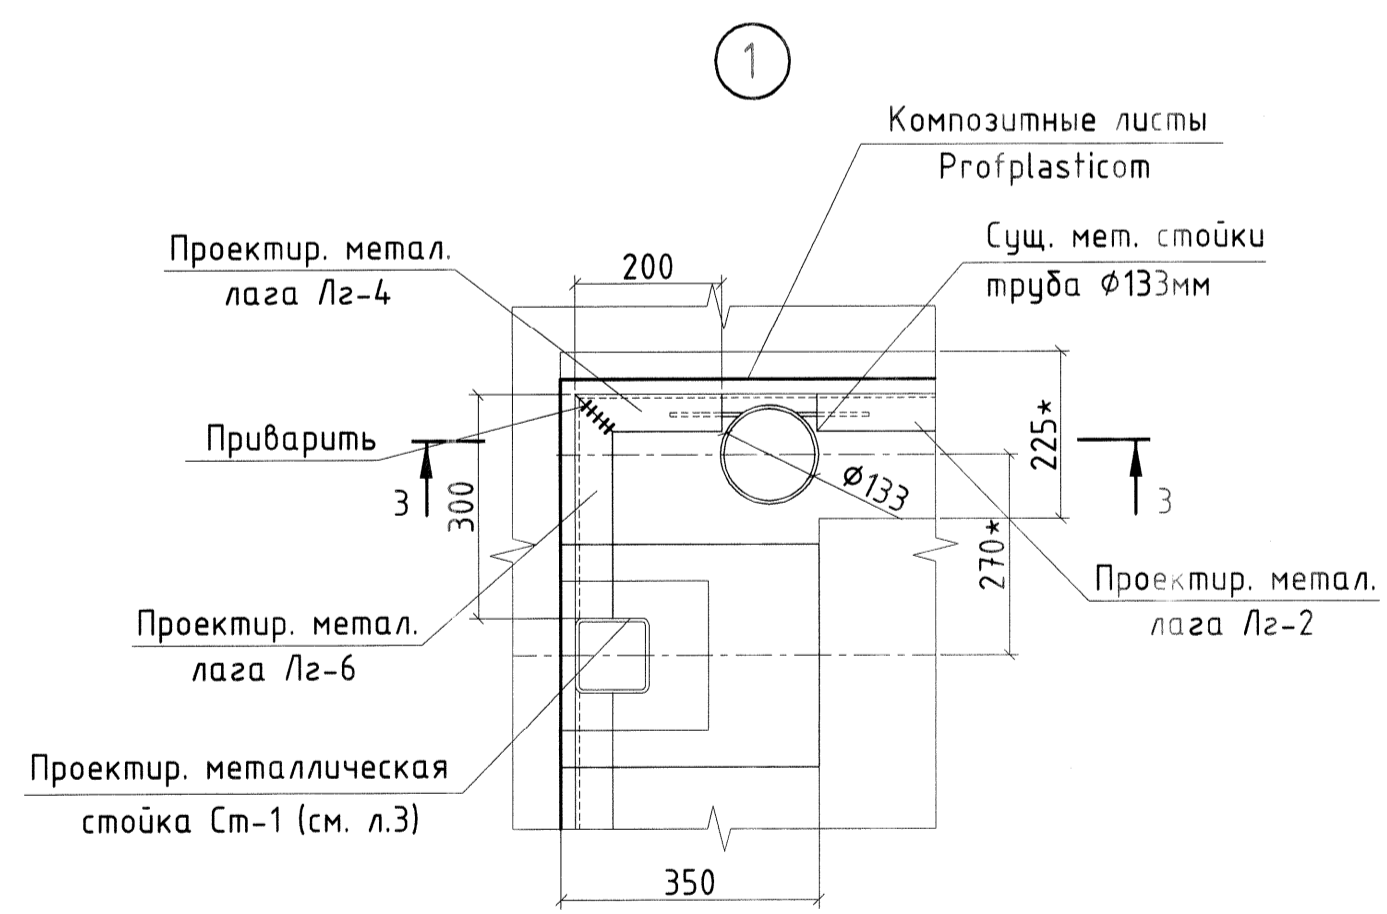 1
Композитные листы
Profplasticom
Проектир. метал.
лага Лг-4
200
Сущ. мет. стойки
труба Ф133мм
Приварить
3
300
Ф133
225*
270*
3
Проектир. метал.
лага Лг-2
Проектир. метал.
лага Лг-6
Проектир. металлическая
стойка Ст-1 (см. л.3)
350